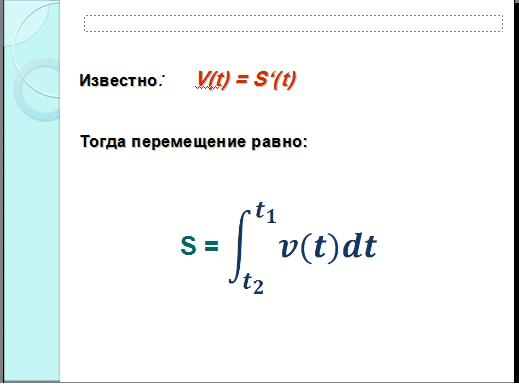 Известно: V(t) = S‘(t)
Тогда перемещение равно:
S = ∫_{t₂}^{t₁} v(t)dt